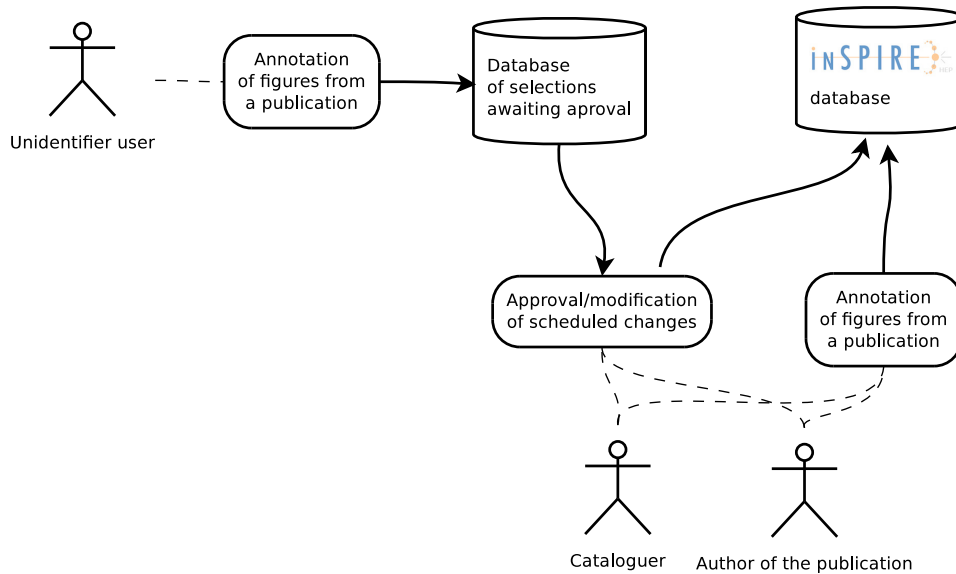 Unidentifier user
Annotation
of figures from
a publication
Database
of selections
awaiting aproval
inSPIRE
HEP
database
Approval/modification
of scheduled changes
Annotation
of figures from
a publication
Cataloguer
Author of the publication